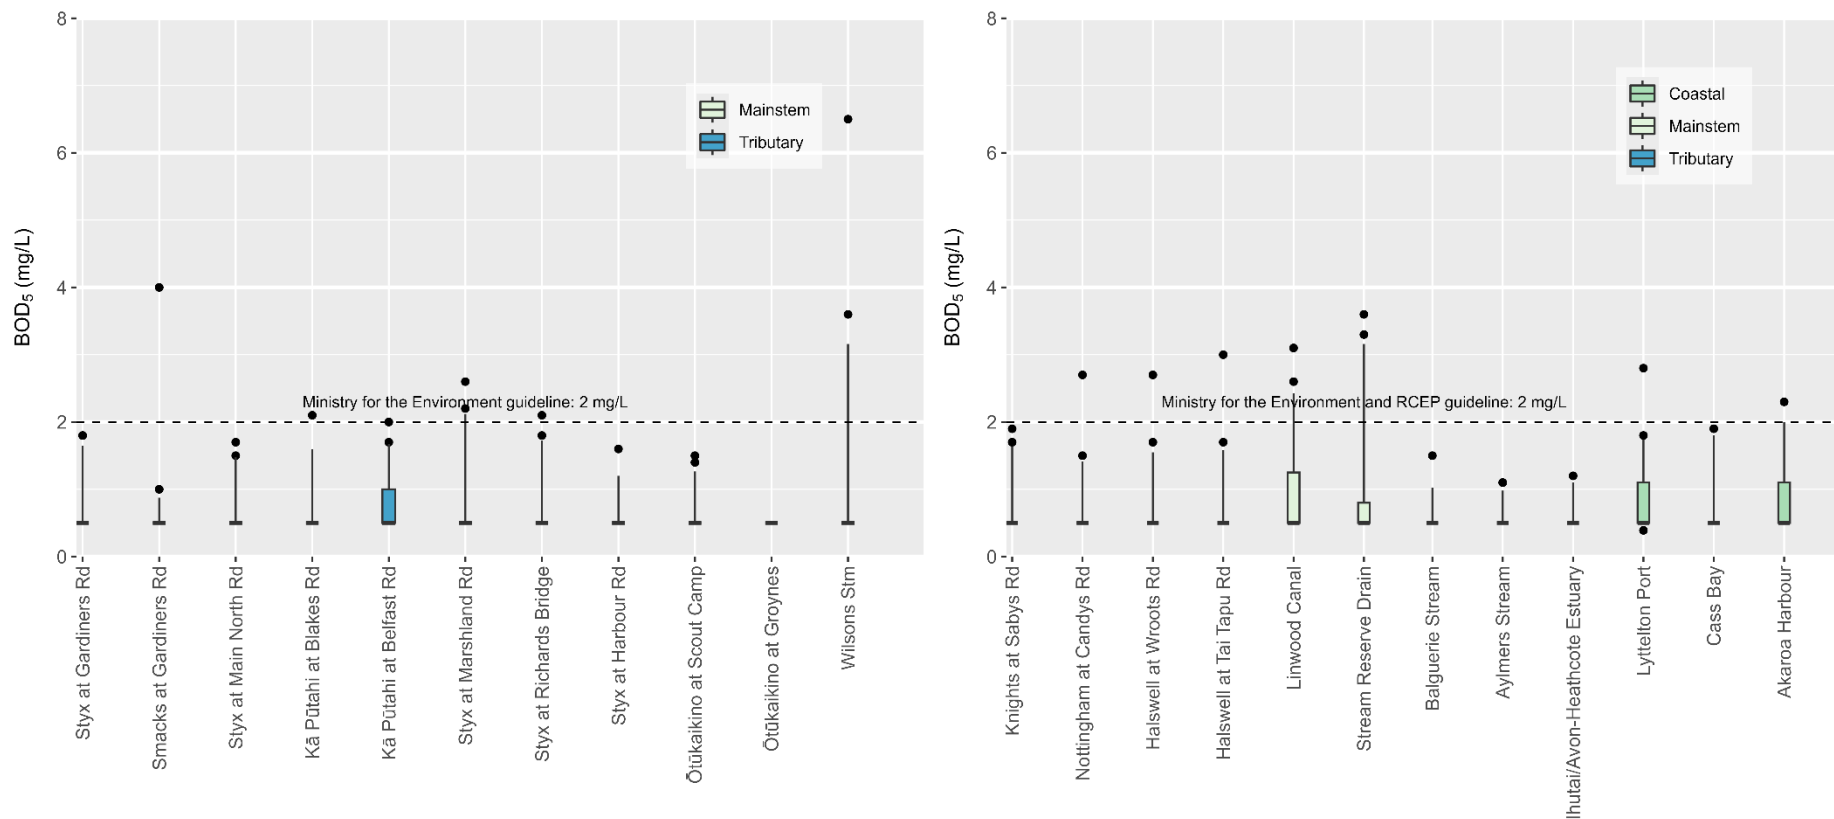 8
6
4
2
0
BOD5 (mg/L)
Mainstem
Tributary
Ministry for the Environment guideline: 2 mg/L
Styx at Gardiners Rd
Smacks at Gardiners Rd
Styx at Main North Rd
Kā Pūtahi at Blakes Rd
Kā Pūtahi at Belfast Rd
Styx at Marshland Rd
Styx at Richards Bridge
Styx at Harbour Rd
Ōtūkaikino at Scout Camp
Ōtūkaikino at Groynes
Wilsons Stm
8
6
4
2
0
BOD5 (mg/L)
Coastal
Mainstem
Tributary
Ministry for the Environment and RCEP guideline: 2 mg/L
Knights at Sabys Rd
Nottingham at Candys Rd
Halswell at Wroots Rd
Halswell at Tai Tapu Rd
Linwood Canal
Stream Reserve Drain
Balguerie Stream
Aylmers Stream
Ihutai/Avon-Heathcote Estuary
Lyttelton Port
Cass Bay
Akaroa Harbour